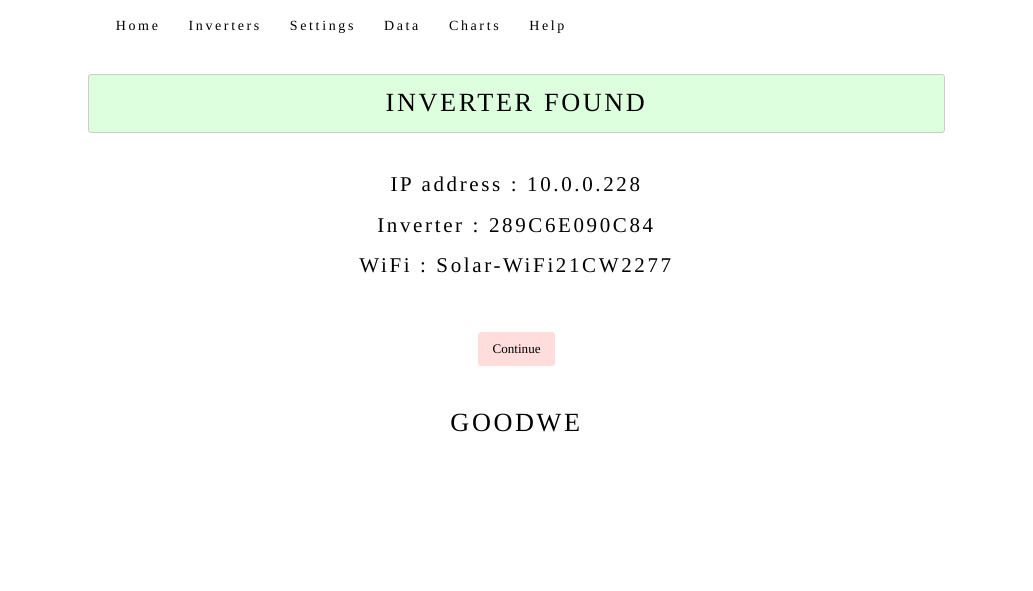 Home Inverters Settings Data Charts Help
INVERTER FOUND
IP address : 10.0.0.228
Inverter : 289C6E090C84
WiFi : Solar-WiFi21CW2277
Continue
GOODWE